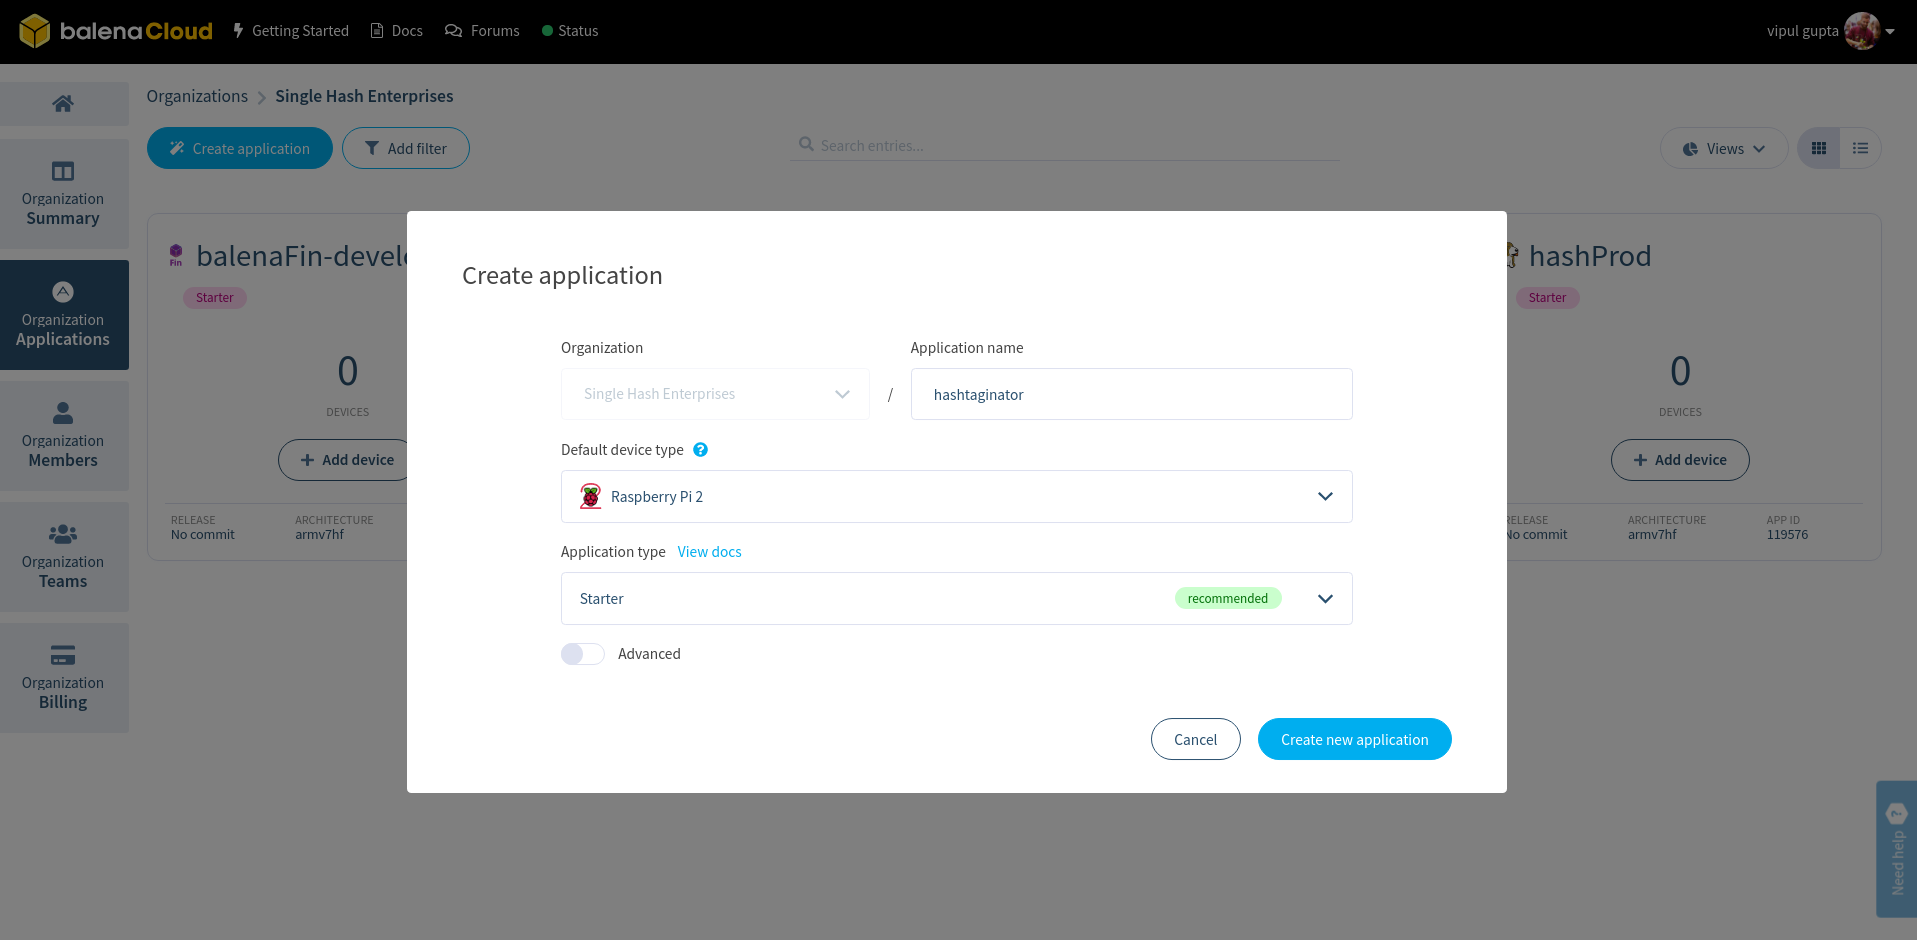 balenaCloud Getting Started Docs Forums Status vipul gupta
Organizations Single Hash Enterprises
Create application Add filter Search entries... Views
Organization
Summary
Organization
Applications
Organization
Members
Organization
Teams
Organization
Billing
Fin balenaFin-develo
Starter
0
DEVICES
Add device
RELEASE ARCHITECTURE
No commit armv7hf
Create application
Organization Application name
Single Hash Enterprises / hashtaginator
Default device type ?
Raspberry Pi 2
Application type View docs
Starter recommended
Advanced
Cancel Create new application
hashProd
Starter
0
DEVICES
Add device
RELEASE ARCHITECTURE APP ID
No commit armv7hf 119576
Need help ?